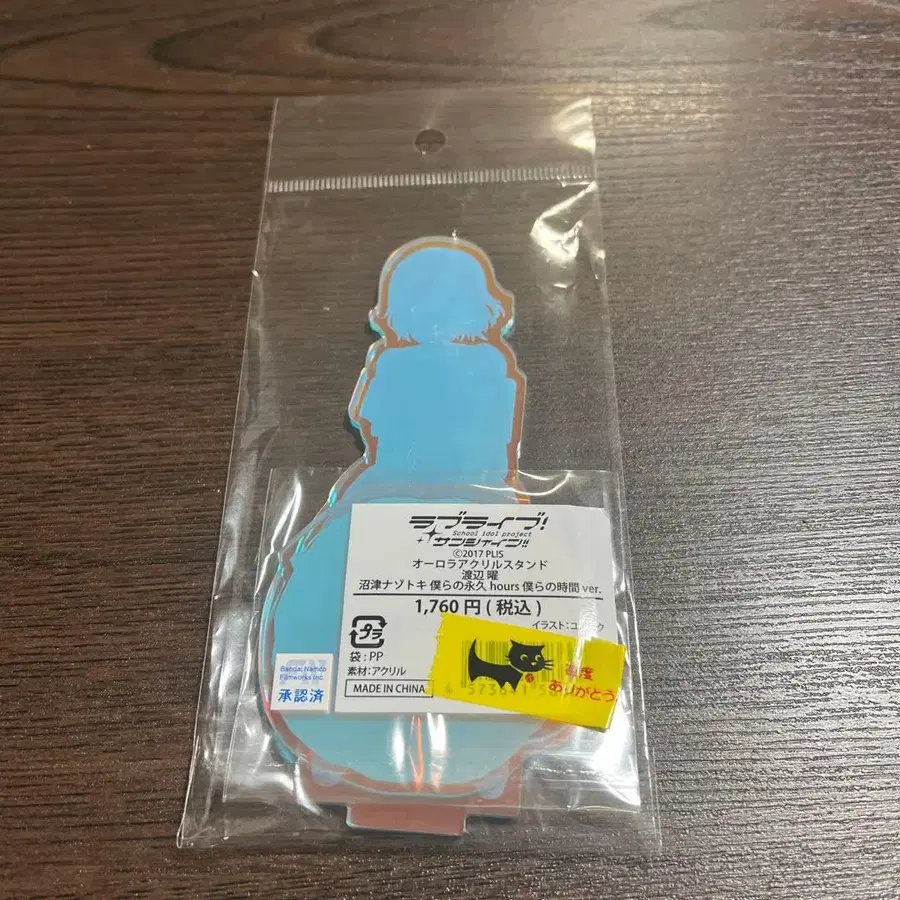 ラブライブ!
School idol project
サンシャイン!!
©2017 PLIS
オーロラアクリルスタンド
渡辺 曜
沼津ナゾトキ 僕らの永久 hours 僕らの時間 ver.
1,760 円 ( 税込 )
イラスト:ユ
プラ
袋 : PP
素材 : アクリル
MADE IN CHINA
Bandai Namco
Filmworks Inc.
承認済
毎度
ありがとう